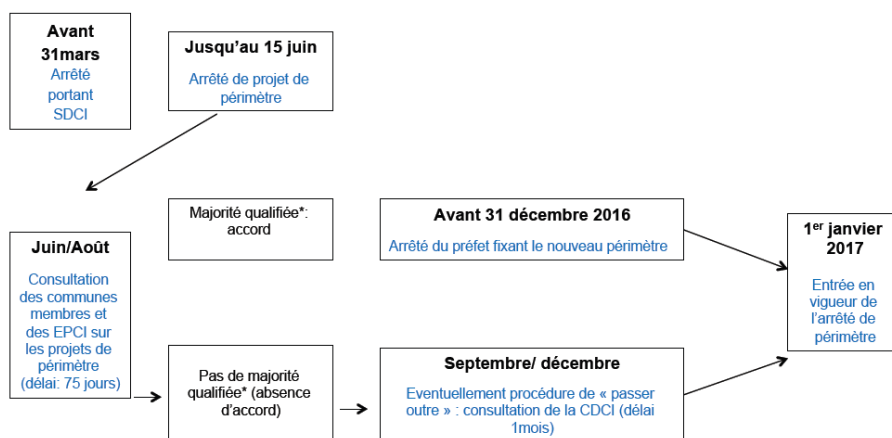 Avant
31mars
Arrêté
portant
SDCI
Jusqu'au 15 juin
Arrêté de projet de
périmètre
Juin/Août
Consultation
des communes
membres et
des EPCI sur
les projets de
périmètre
(délai: 75 jours)
Majorité qualifiée*:
accord
Avant 31 décembre 2016
Arrêté du préfet fixant le nouveau périmètre
Pas de majorité
qualifiée* (absence
d'accord)
Septembre/ décembre
Eventuellement procédure de « passer
outre » : consultation de la CDCI (délai
1mois)
1er janvier
2017
Entrée en
vigueur de
l'arrêté de
périmètre